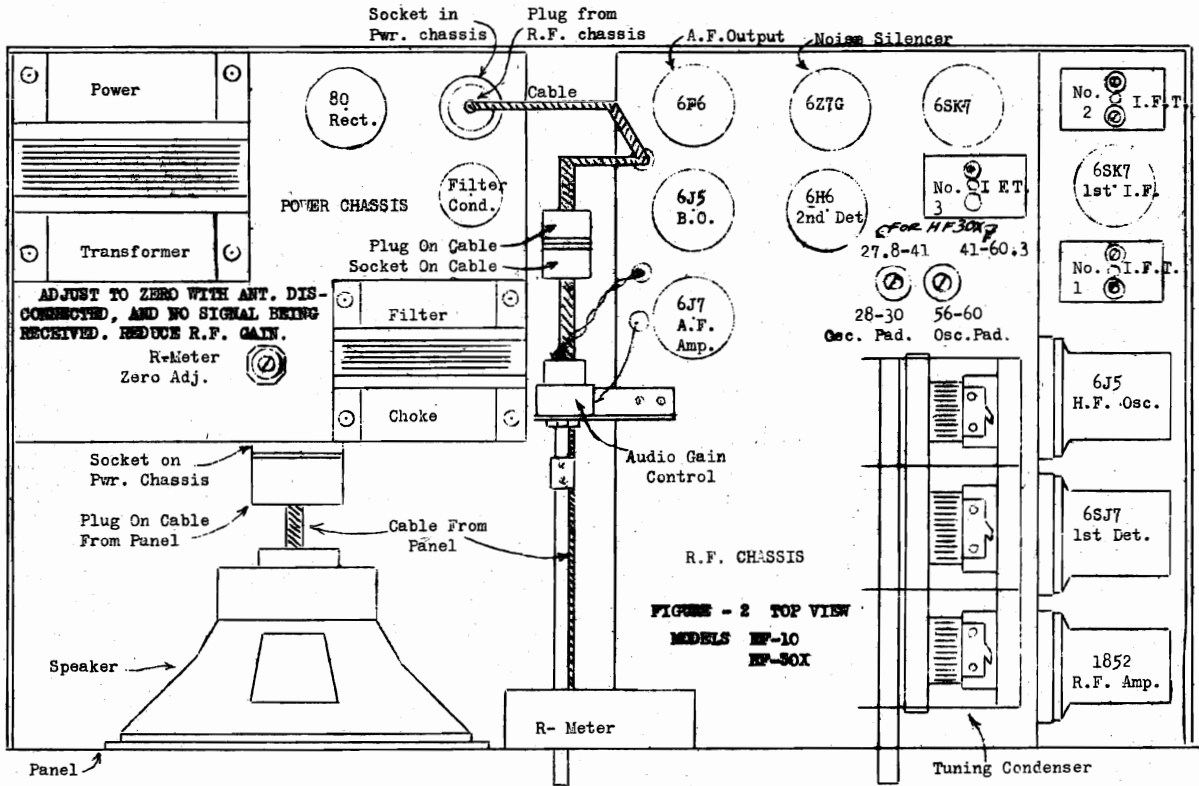 Socket in
Pwr. chassis
Plug from
R.F. chassis
A.F.Output
Noise Silencer
Power
80
Rect.
Cable
6F6
6Z7G
6SK7
No.
2
I.F.T.
Filter
Cond.
POWER CHASSIS
6J5
B.O.
6H6
2nd Det
No.
3
I.F.T.
6SK7
1st I.F.
Transformer
Plug On Cable
Socket On Cable
FOR HF30X
27.8-41
41-60.3
No.
1
I.F.T.
ADJUST TO ZERO WITH ANT. DIS-
CONNECTED, AND NO SIGNAL BEING
RECEIVED. REDUCE R.F. GAIN.
R-Meter
Zero Adj.
Filter
6J7
A.F.
Amp.
28-30
Osc. Pad.
56-60
Osc.Pad.
Choke
6J5
H.F. Osc.
Socket on
Pwr. Chassis
Audio Gain
Control
Plug On Cable
From Panel
Cable From
Panel
6SJ7
1st Det.
R.F. CHASSIS
FIGURE - 2 TOP VIEW
MODELS HF-10
HF-30X
Speaker
1852
R.F. Amp.
R- Meter
Panel
Tuning Condenser